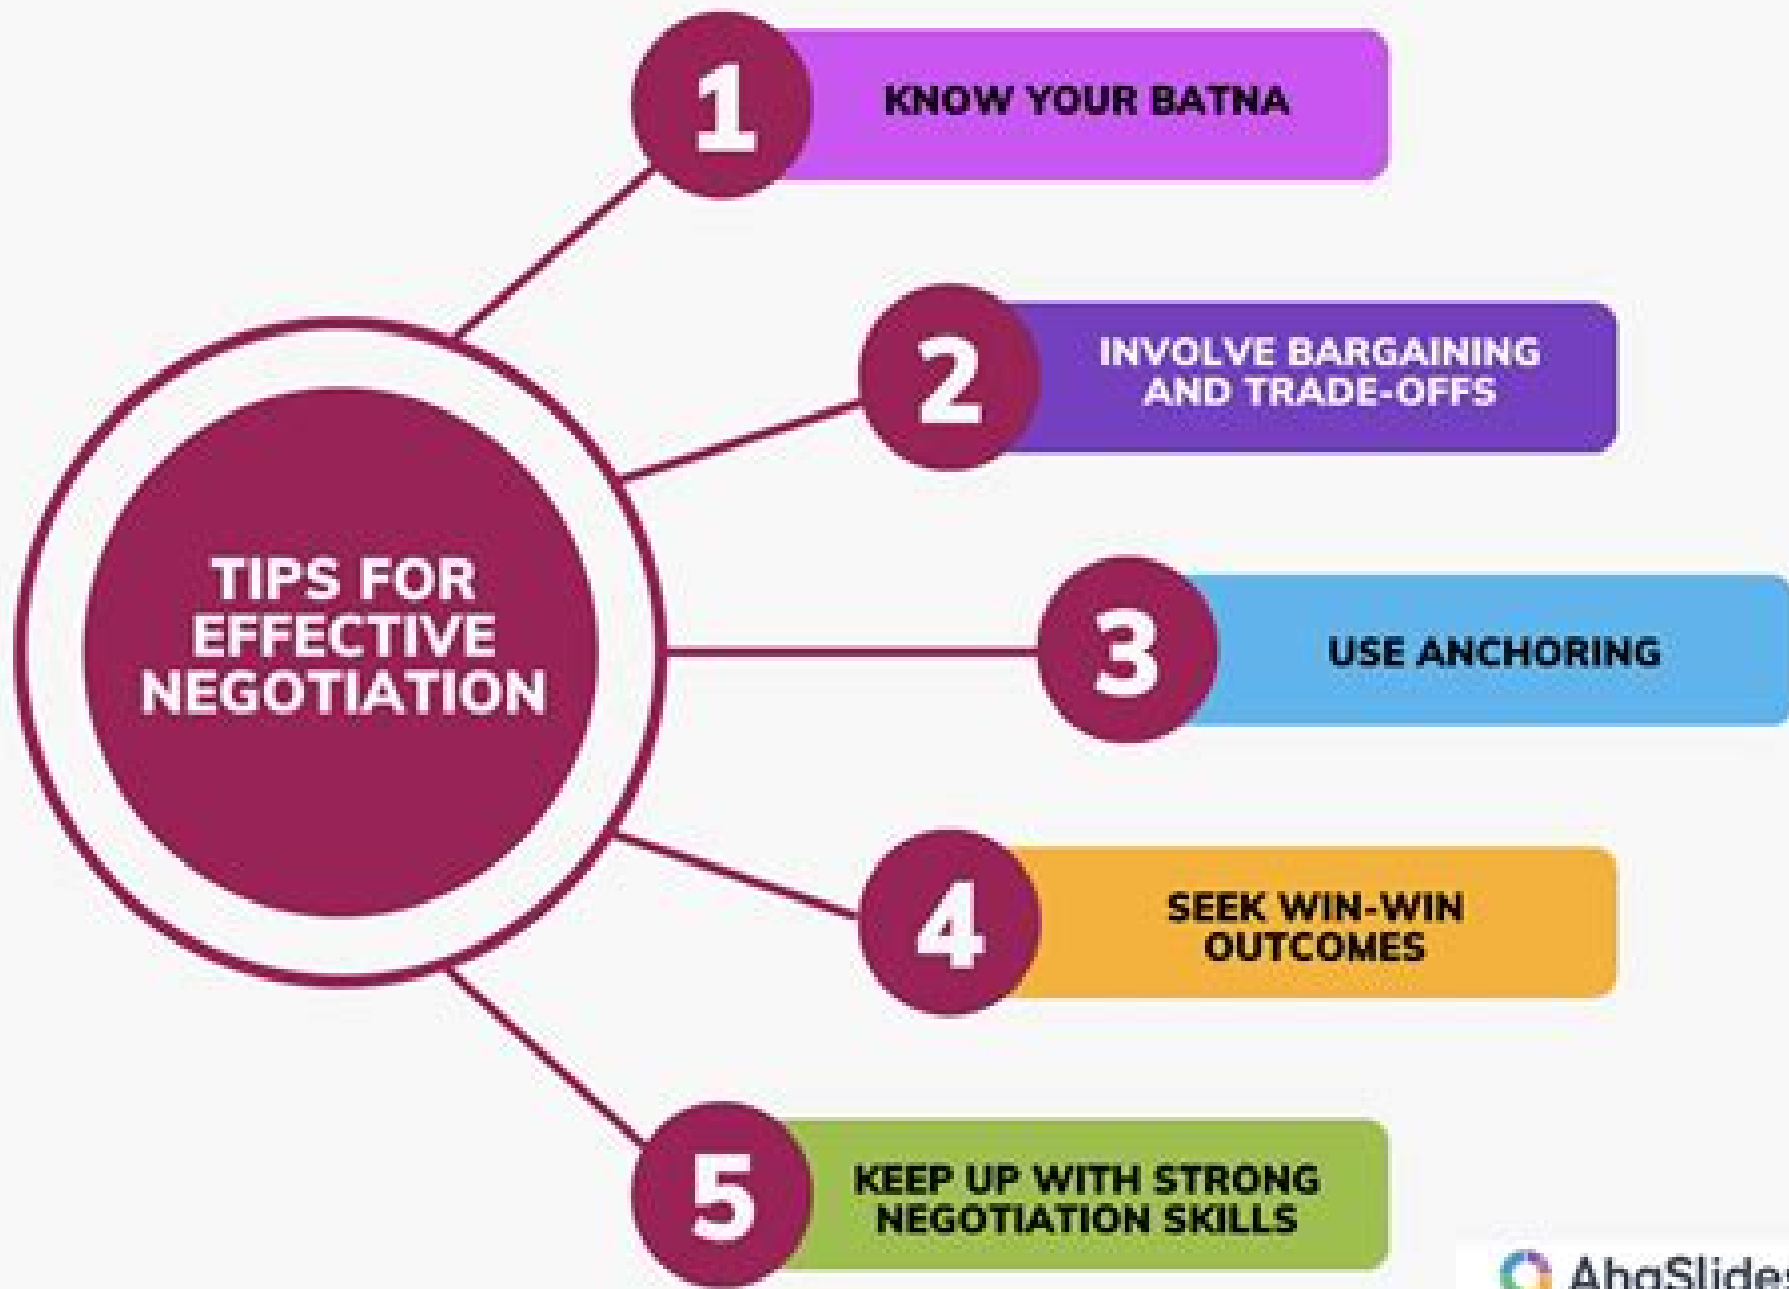 1
KNOW YOUR BATNA
2
INVOLVE BARGAINING
AND TRADE-OFFS
TIPS FOR
EFFECTIVE
NEGOTIATION
3
USE ANCHORING
4
SEEK WIN-WIN
OUTCOMES
5
KEEP UP WITH STRONG
NEGOTIATION SKILLS
AhaSlides